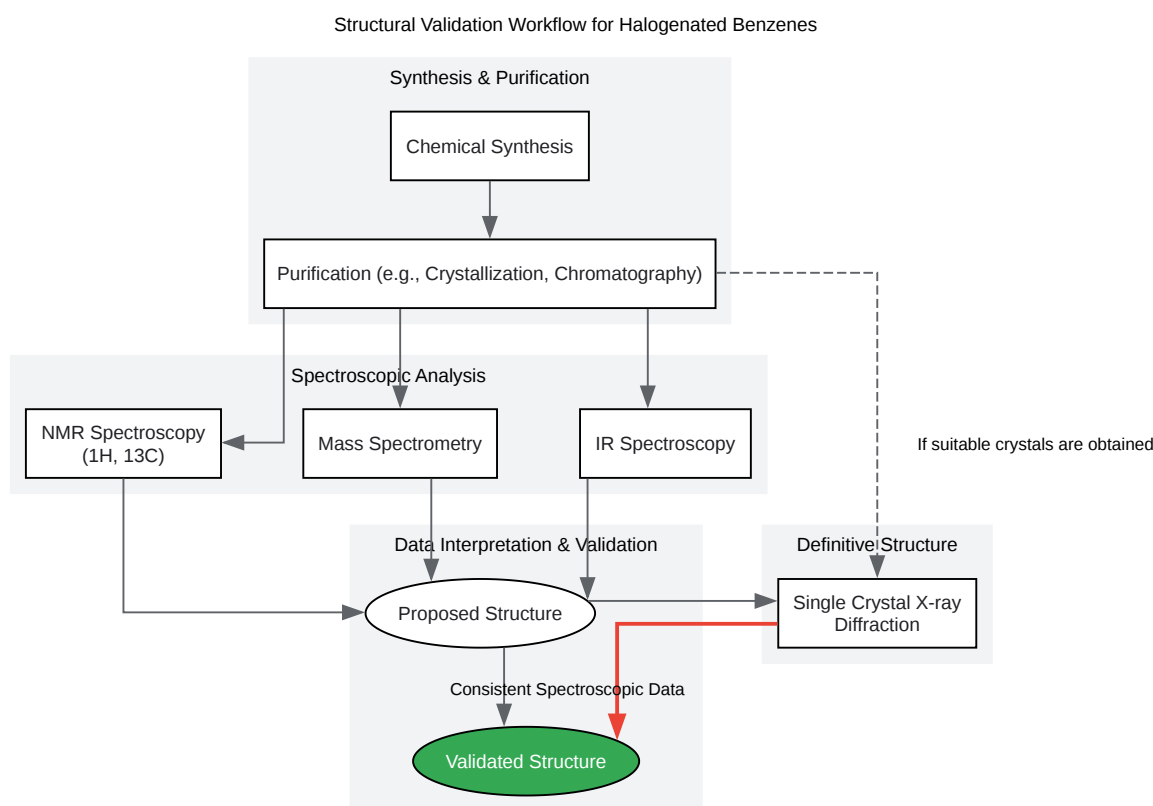 Structural Validation Workflow for Halogenated Benzenes
Synthesis & Purification
Chemical Synthesis
Purification (e.g., Crystallization, Chromatography)
Spectroscopic Analysis
NMR Spectroscopy
(1H, 13C)
Mass Spectrometry
IR Spectroscopy
If suitable crystals are obtained
Data Interpretation & Validation
Definitive Structure
Proposed Structure
Single Crystal X-ray
Diffraction
Consistent Spectroscopic Data
Validated Structure